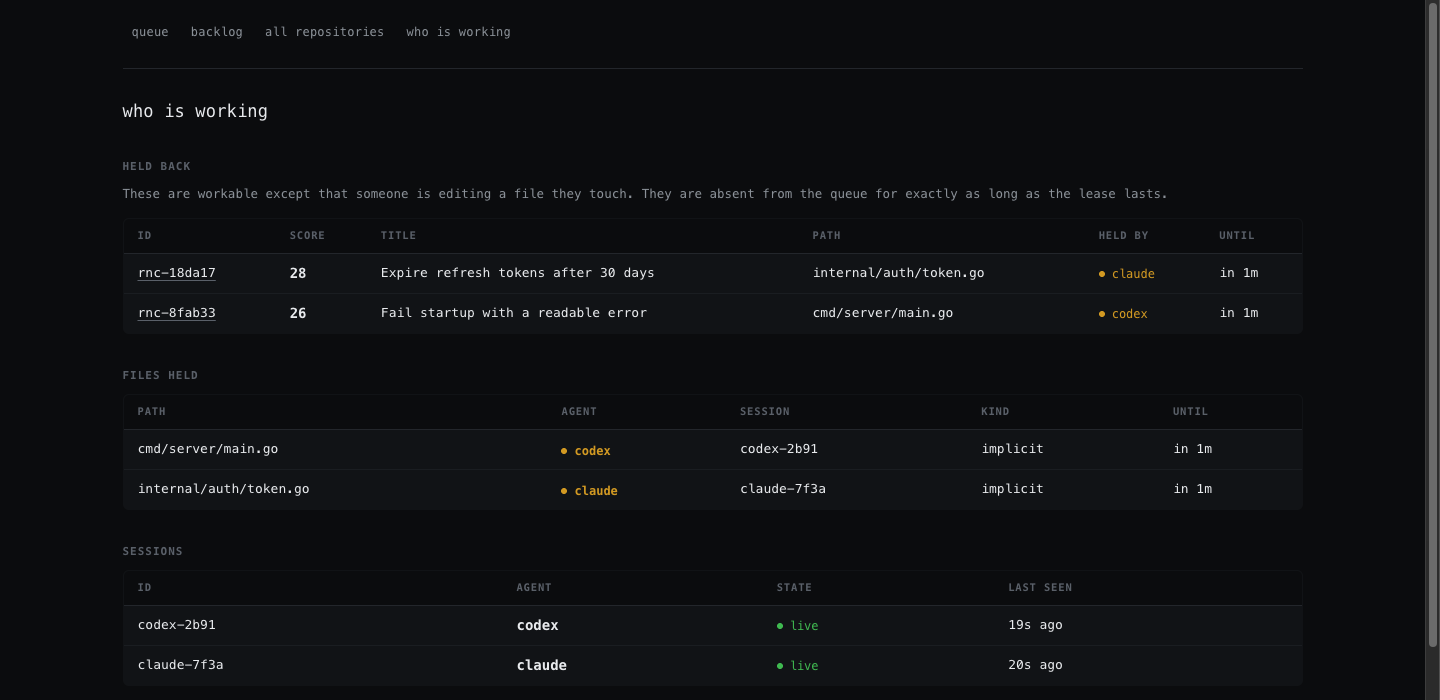 queue backlog all repositories who is working
who is working
HELD BACK
These are workable except that someone is editing a file they touch. They are absent from the queue for exactly as long as the lease lasts.
ID SCORE TITLE PATH HELD BY UNTIL
rnc-18da17 28 Expire refresh tokens after 30 days internal/auth/token.go claude in 1m
rnc-8fab33 26 Fail startup with a readable error cmd/server/main.go codex in 1m
FILES HELD
PATH AGENT SESSION KIND UNTIL
cmd/server/main.go codex codex-2b91 implicit in 1m
internal/auth/token.go claude claude-7f3a implicit in 1m
SESSIONS
ID AGENT STATE LAST SEEN
codex-2b91 codex live 19s ago
claude-7f3a claude live 20s ago